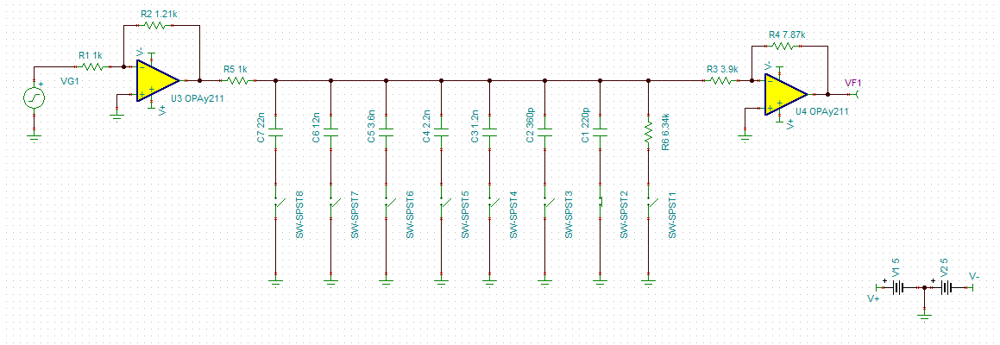 R2 1.21k
R1 1k
VG1
+
V-
U3 OPAy211
V+
R5 1k
C7 22n
C6 12n
C5 3.6n
C4 2.2n
C3 1.2n
C2 360p
C1 220p
R6 6.34k
SW-SPST8
SW-SPST7
SW-SPST6
SW-SPST5
SW-SPST4
SW-SPST3
SW-SPST2
SW-SPST1
R4 7.87k
R3 3.9k
V-
VF1
U4 OPAy211
V+
V1 5
V2 5
+
+
V+
V-